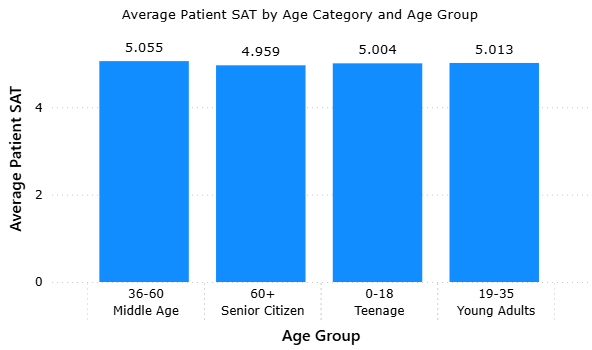 Average Patient SAT by Age Category and Age Group
5.055 4.959 5.004 5.013
Average Patient SAT
4
2
0
36-60 60+ 0-18 19-35
Middle Age Senior Citizen Teenage Young Adults
Age Group